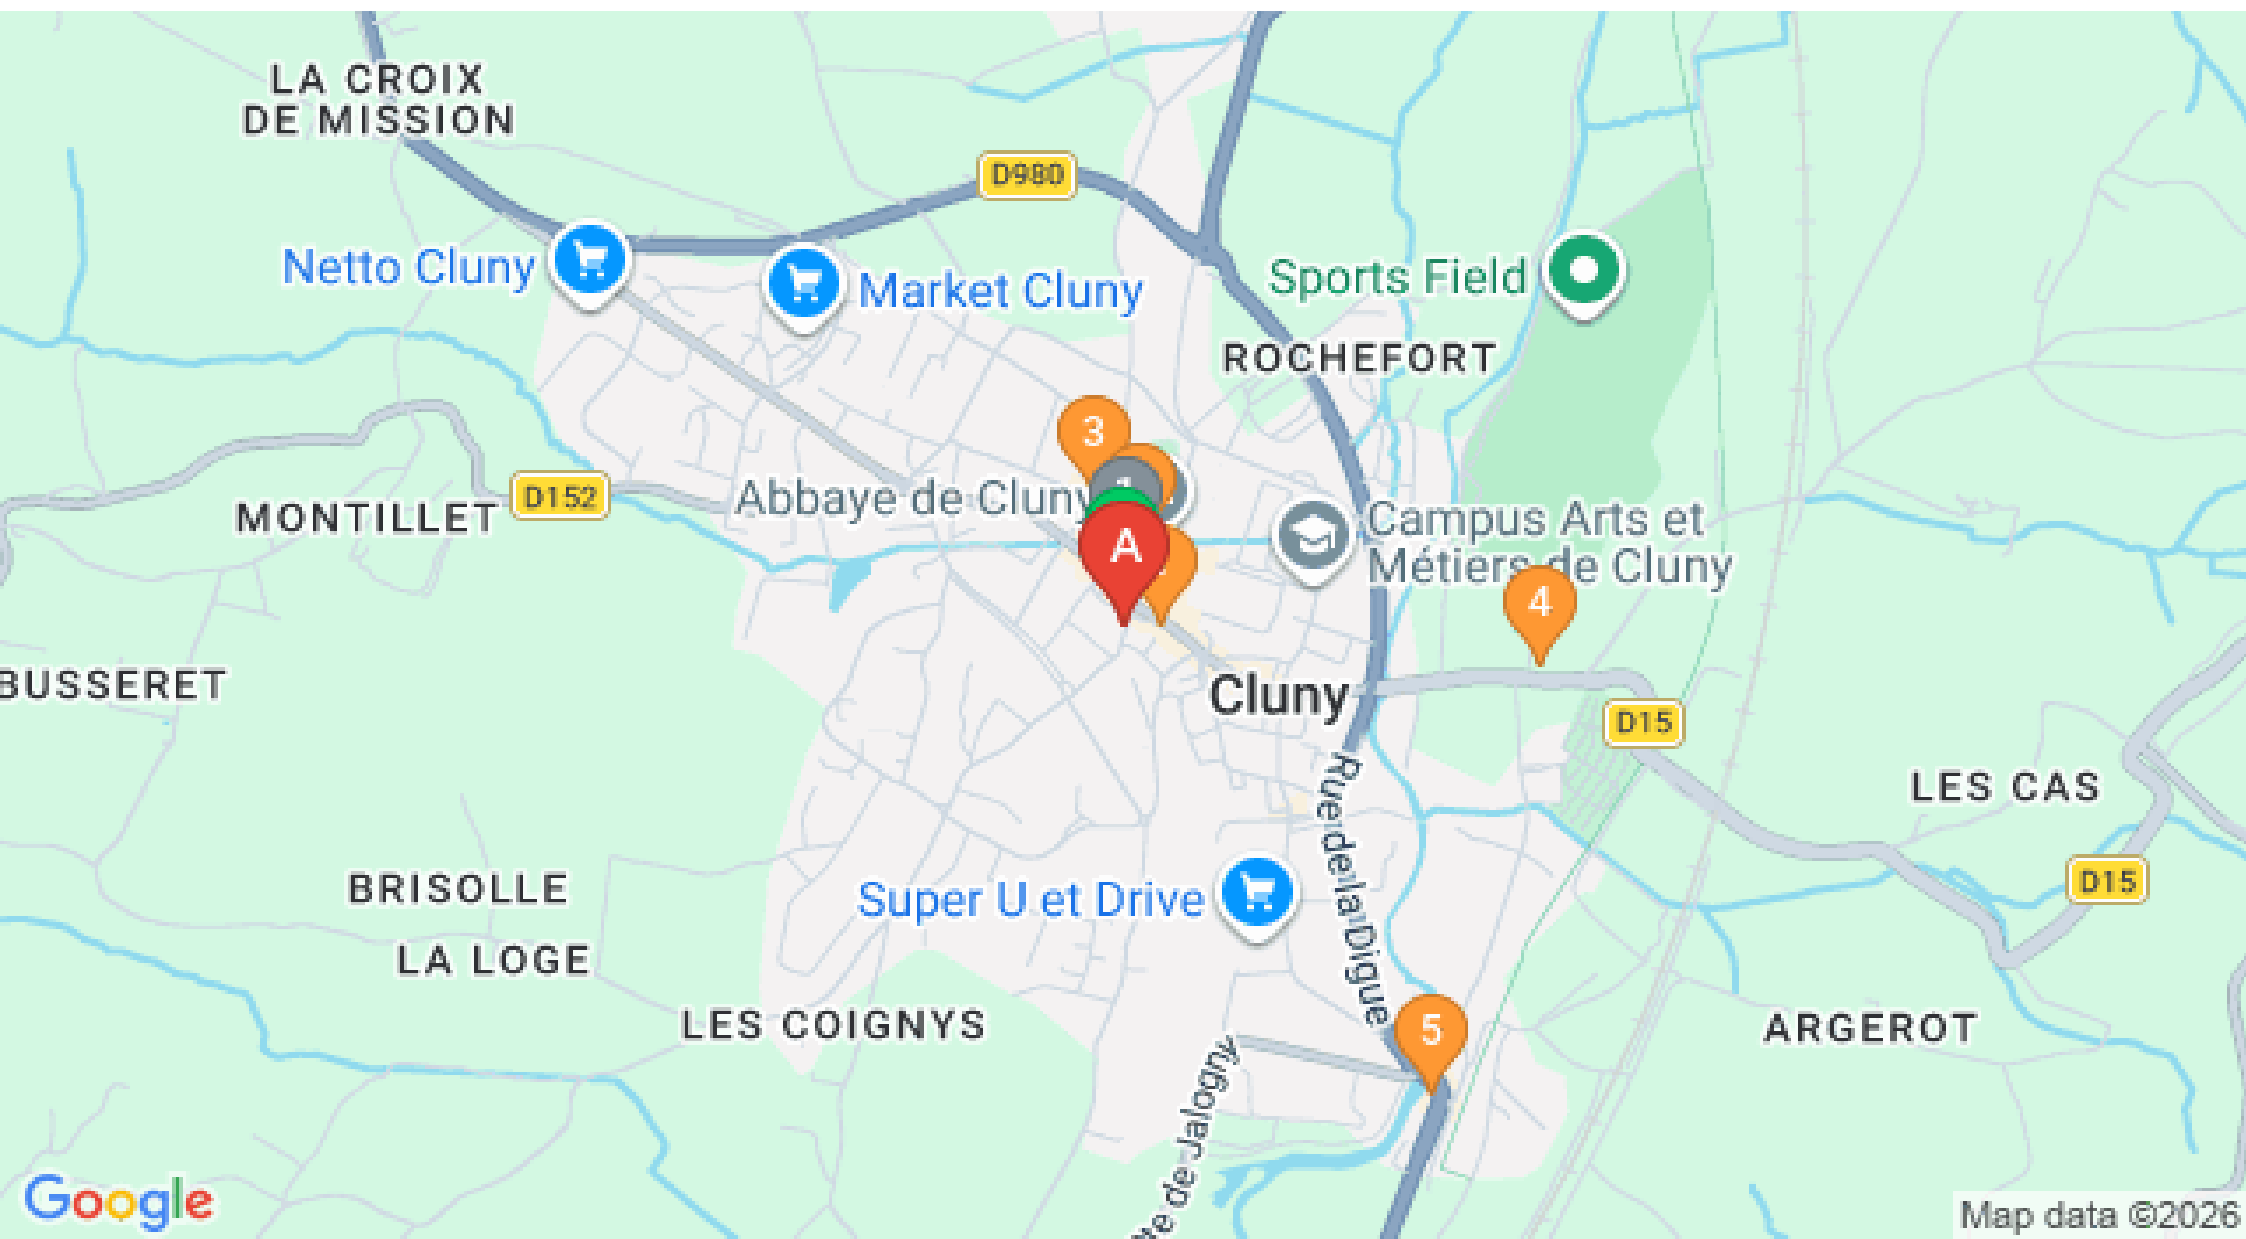 LA CROIX
DE MISSION
D980
Netto Cluny
Market Cluny
Sports Field
ROCHEFORT
3
Abbaye de Cluny
D152
MONTILLET
A
Campus Arts et
Métiers de Cluny
4
BUSSERET
Cluny
D15
LES CAS
Rue de la Digue
D15
BRISOLLE
Super U et Drive
LA LOGE
LES COIGNYS
5
ARGEROT
de Jalogny
Google
Map data ©2026